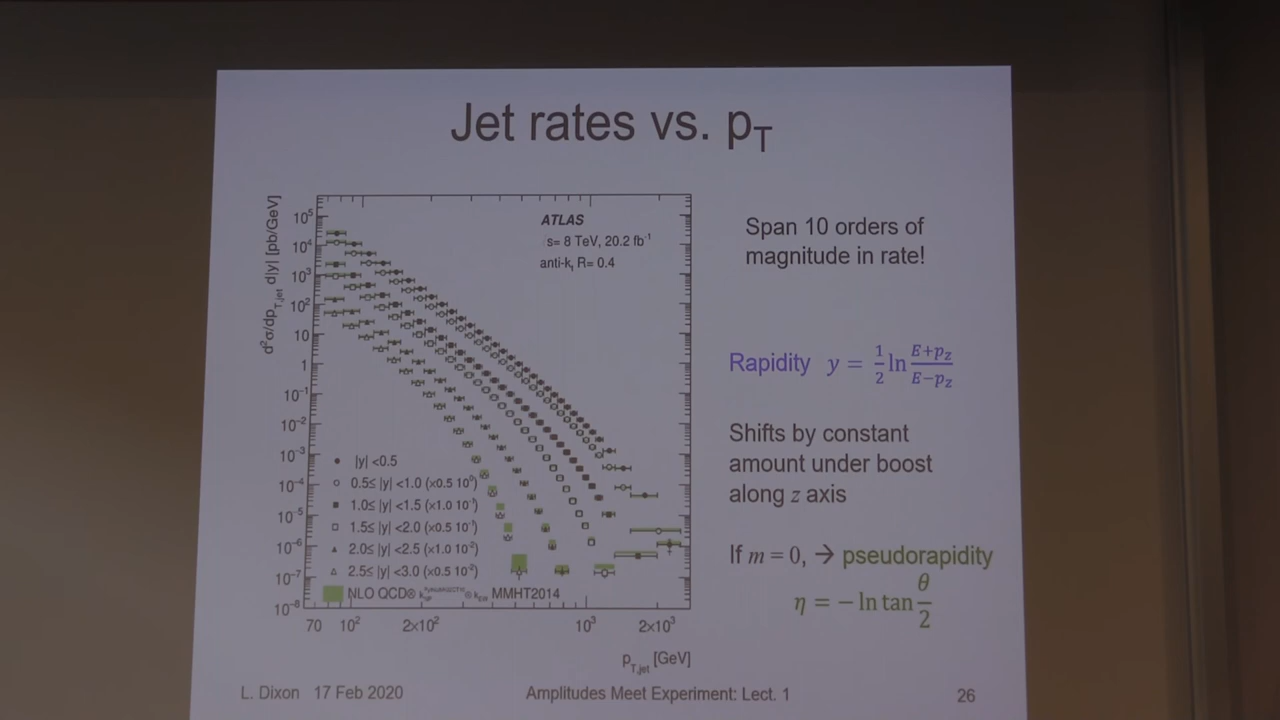 Jet rates vs. p_T
d²σ/dp_T,jet d|y| [pb/GeV]
10⁵
10⁴
10³
10²
10
1
10⁻¹
10⁻²
10⁻³
10⁻⁴
10⁻⁵
10⁻⁶
10⁻⁷
10⁻⁸
ATLAS
s= 8 TeV, 20.2 fb⁻¹
anti-kₜ R= 0.4
|y| <0.5
0.5≤ |y| <1.0 (×0.5 10⁰)
1.0≤ |y| <1.5 (×1.0 10⁻¹)
1.5≤ |y| <2.0 (×0.5 10⁻¹)
2.0≤ |y| <2.5 (×1.0 10⁻²)
2.5≤ |y| <3.0 (×0.5 10⁻²)
NLO QCD⊗ MMHT2014
70 10² 2×10² 10³ 2×10³
p_T,jet [GeV]
Span 10 orders of
magnitude in rate!
Rapidity y = 1/2 ln E+p_z/E−p_z
Shifts by constant
amount under boost
along z axis
If m = 0, → pseudorapidity
η = − ln tan θ/2
L. Dixon 17 Feb 2020 Amplitudes Meet Experiment: Lect. 1 26